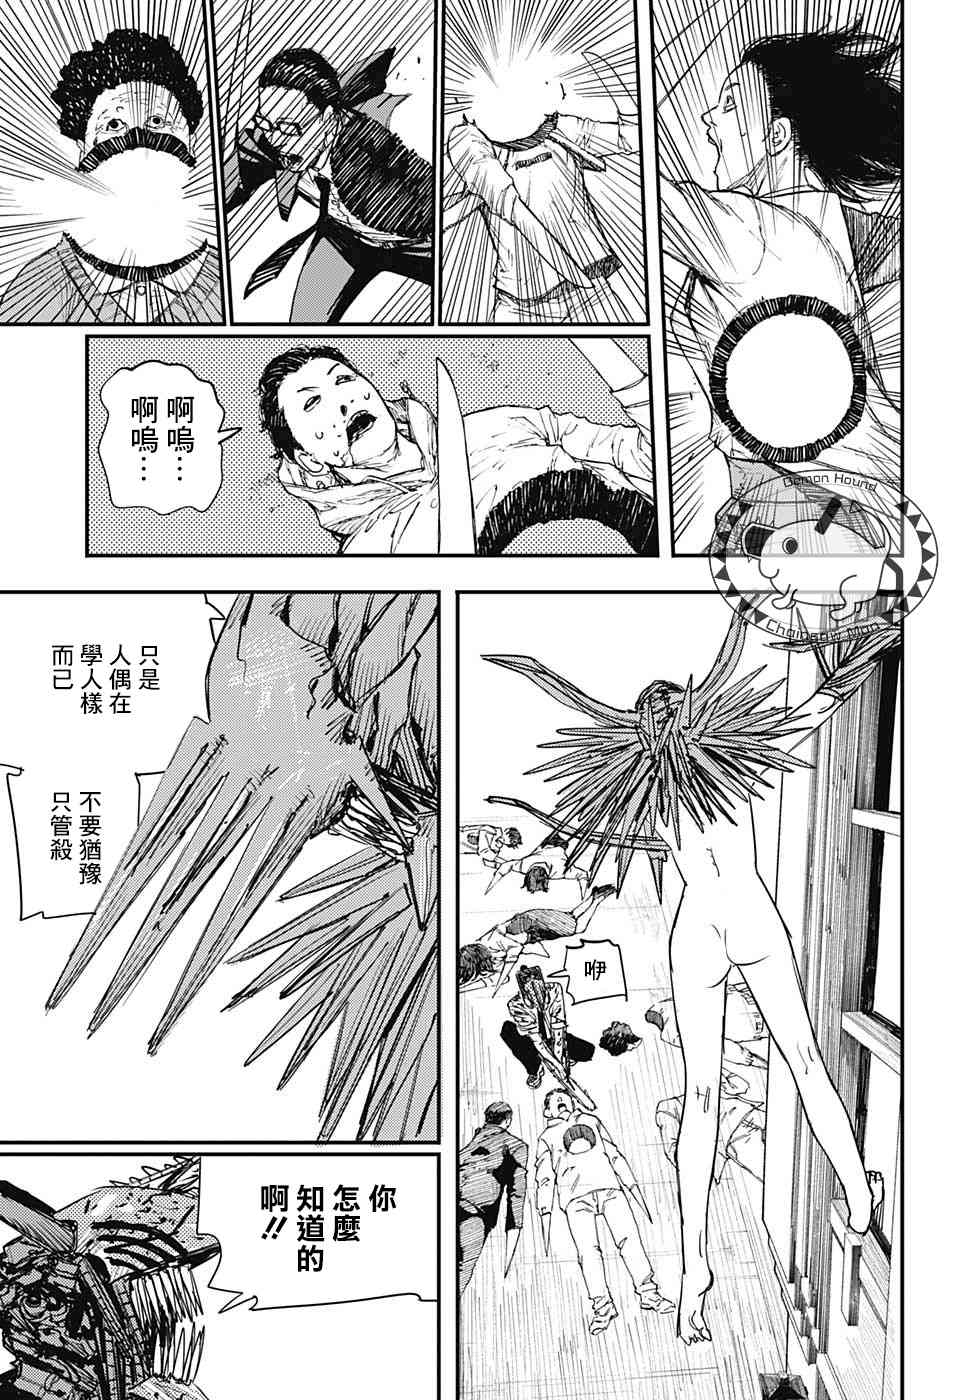 Demon Hound
Chainsaw Man
啊嗚…
啊嗚…
咿
只是
人偶在
學人樣
而已
不要猶豫
只管殺
你
怎麼
知道的
啊!!